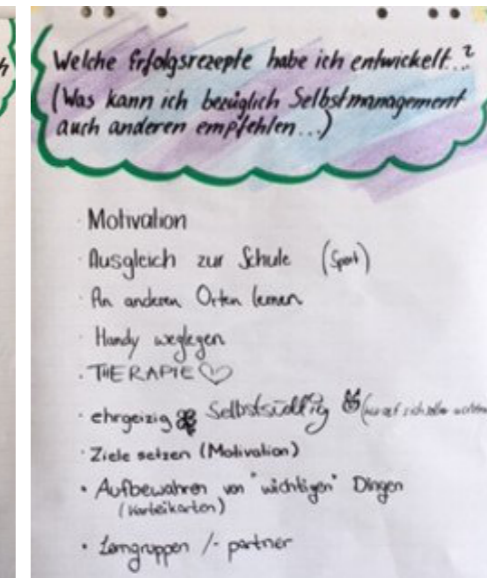 h
Welche Erfolgsrezepte habe ich entwickelt..?
(Was kann ich bezüglich Selbstmanagement
auch anderen empfehlen...)
· Motivation
· Ausgleich zur Schule (Sport)
· An anderen Orten lernen
· Handy weglegen
· THERAPIE♡
· ehrgeizig
· Ziele setzen (Motivation)
• Aufbewahren von "wichtigen" Dingen
(Karteikarten)
• Lerngruppen /- partner